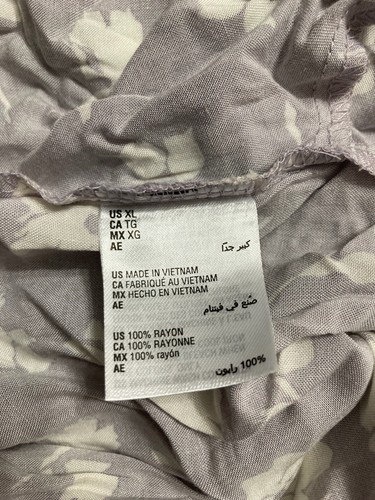 US XL
CA TG
MX XG
AE كبير جدًا
US MADE IN VIETNAM
CA FABRIQUÉ AU VIETNAM
MX HECHO EN VIETNAM
AE صنع في فيتنام
US 100% RAYON
CA 100% RAYONNE
MX 100% rayón
AE 100% رايون